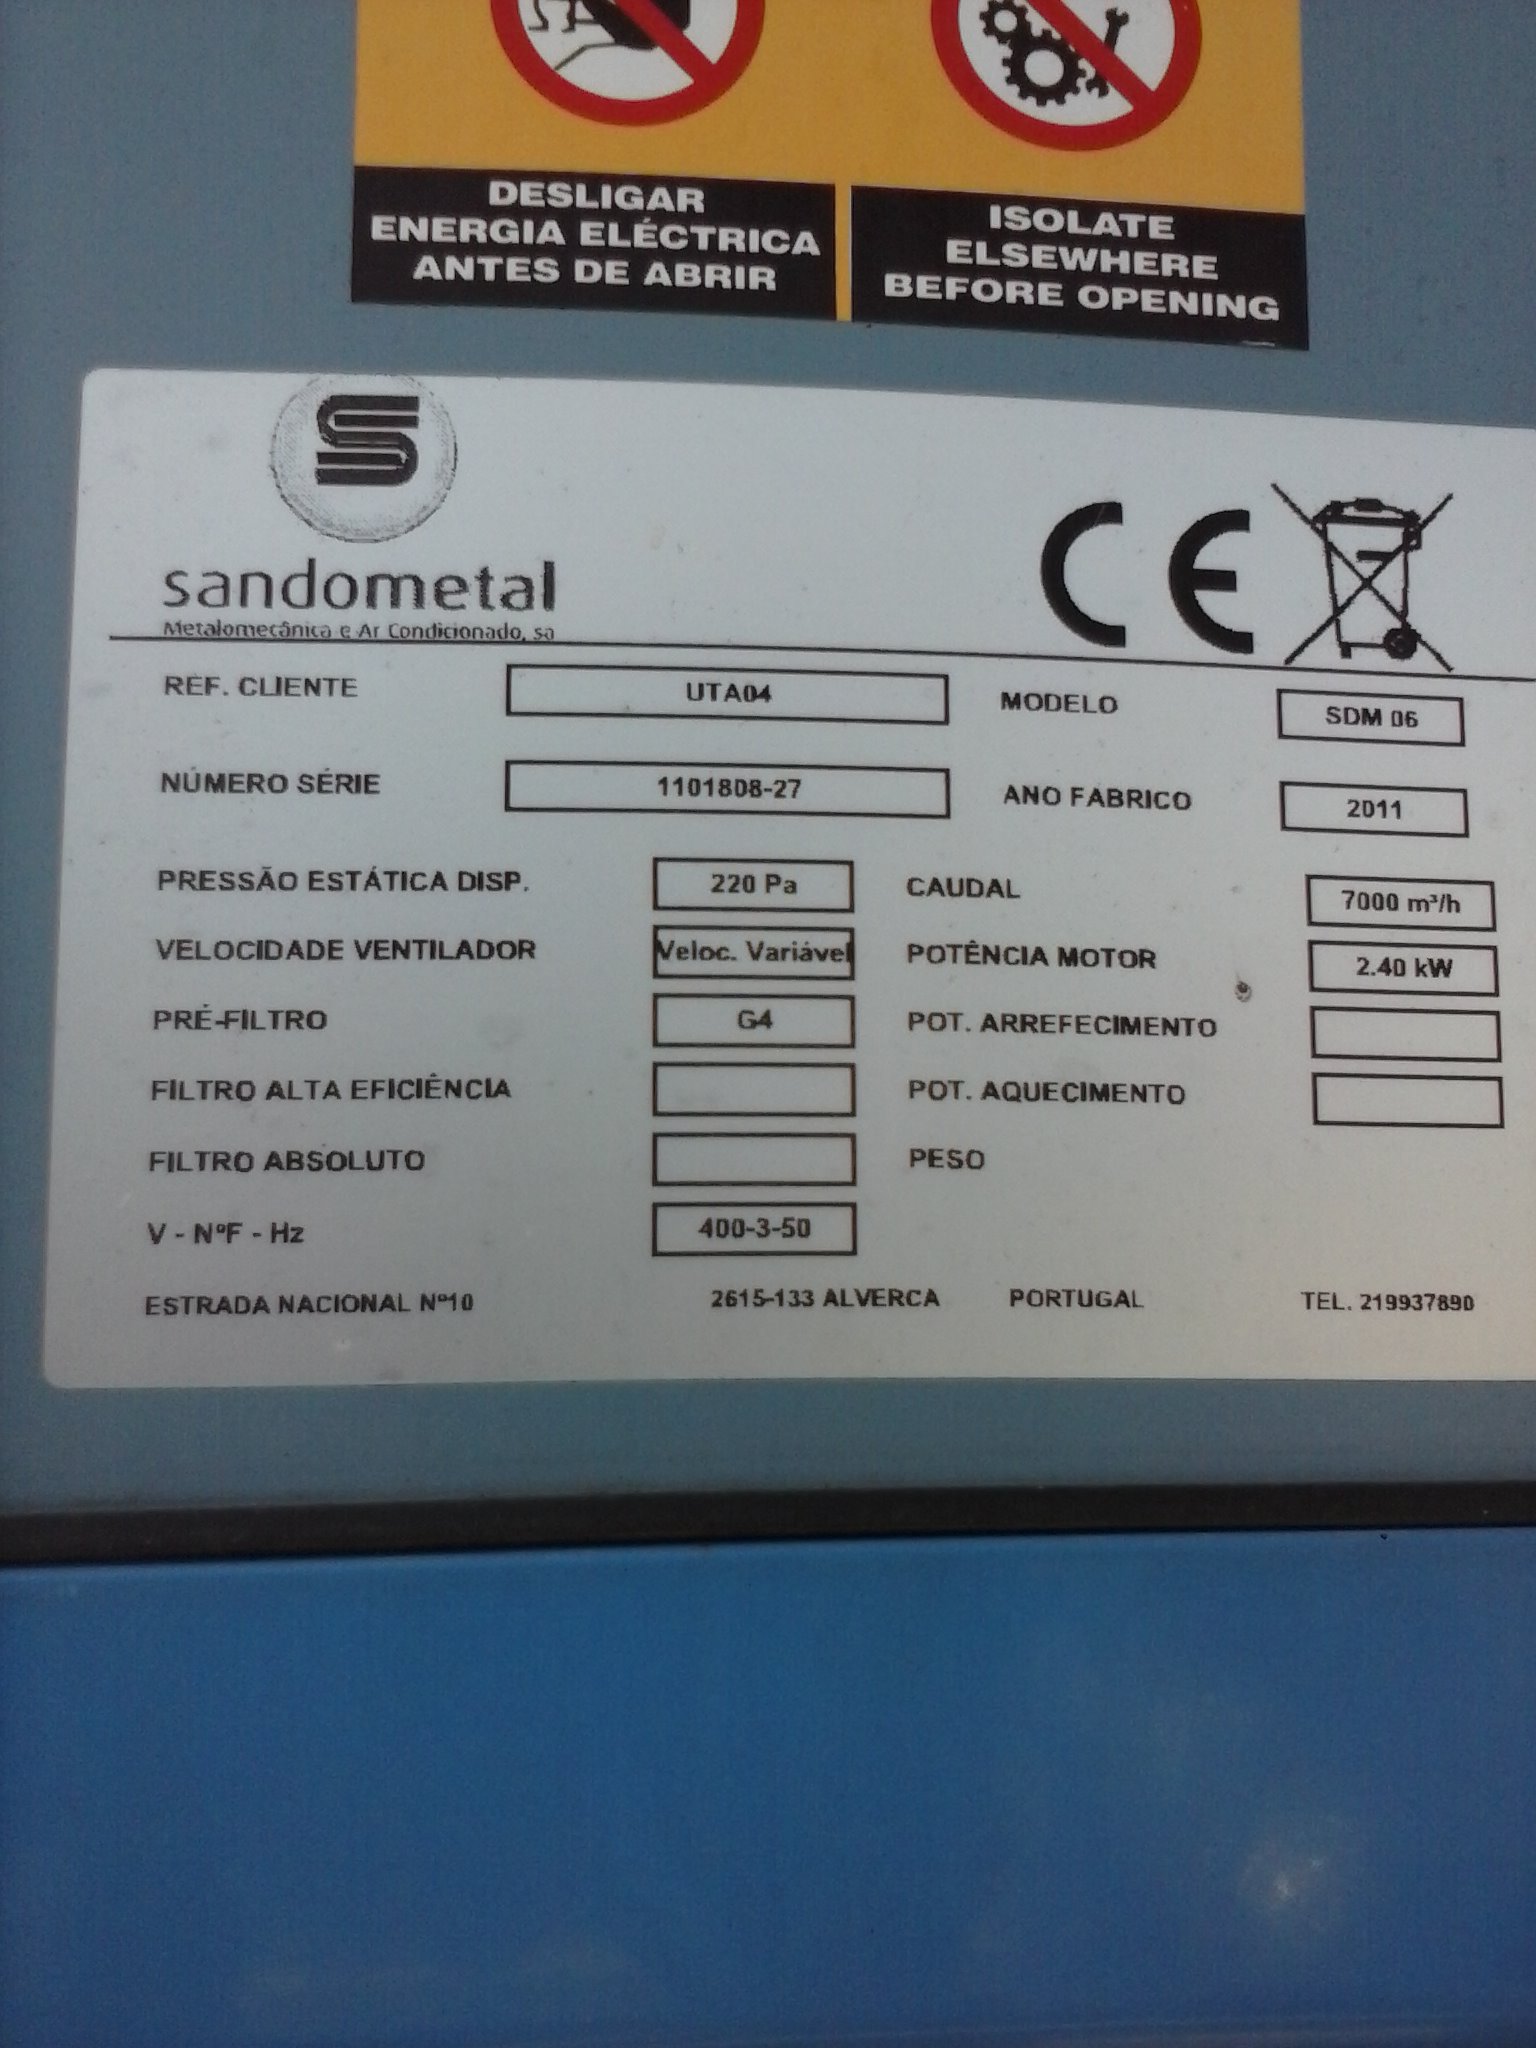 DESLIGAR
ENERGIA ELÉCTRICA
ANTES DE ABRIR
ISOLATE
ELSEWHERE
BEFORE OPENING
sandometal
Metalomecânica e Ar Condicionado, sa
CE
REF. CLIENTE UTA04 MODELO SDM 06
NÚMERO SÉRIE 1101808-27 ANO FABRICO 2011
PRESSÃO ESTÁTICA DISP. 220 Pa CAUDAL 7000 m³/h
VELOCIDADE VENTILADOR Veloc. Variável POTÊNCIA MOTOR 2.40 kW
PRÉ-FILTRO G4 POT. ARREFECIMENTO
FILTRO ALTA EFICIÊNCIA POT. AQUECIMENTO
FILTRO ABSOLUTO PESO
V - NºF - Hz 400-3-50
ESTRADA NACIONAL Nº10 2615-133 ALVERCA PORTUGAL TEL. 219937890